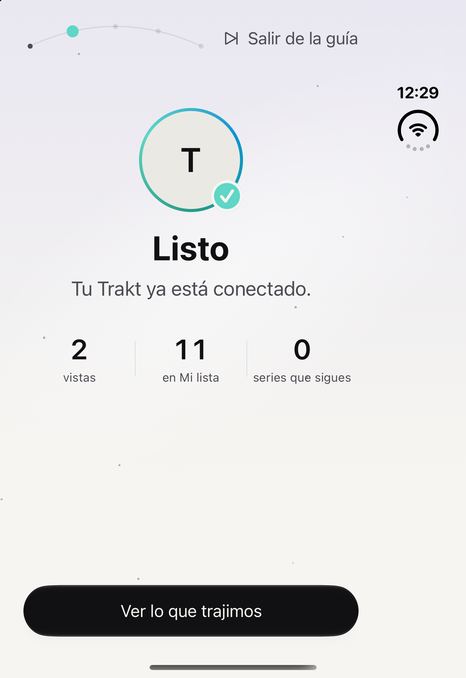 Salir de la guía
12:29
T
Listo
Tu Trakt ya está conectado.
2
vistas
11
en Mi lista
0
series que sigues
Ver lo que trajimos